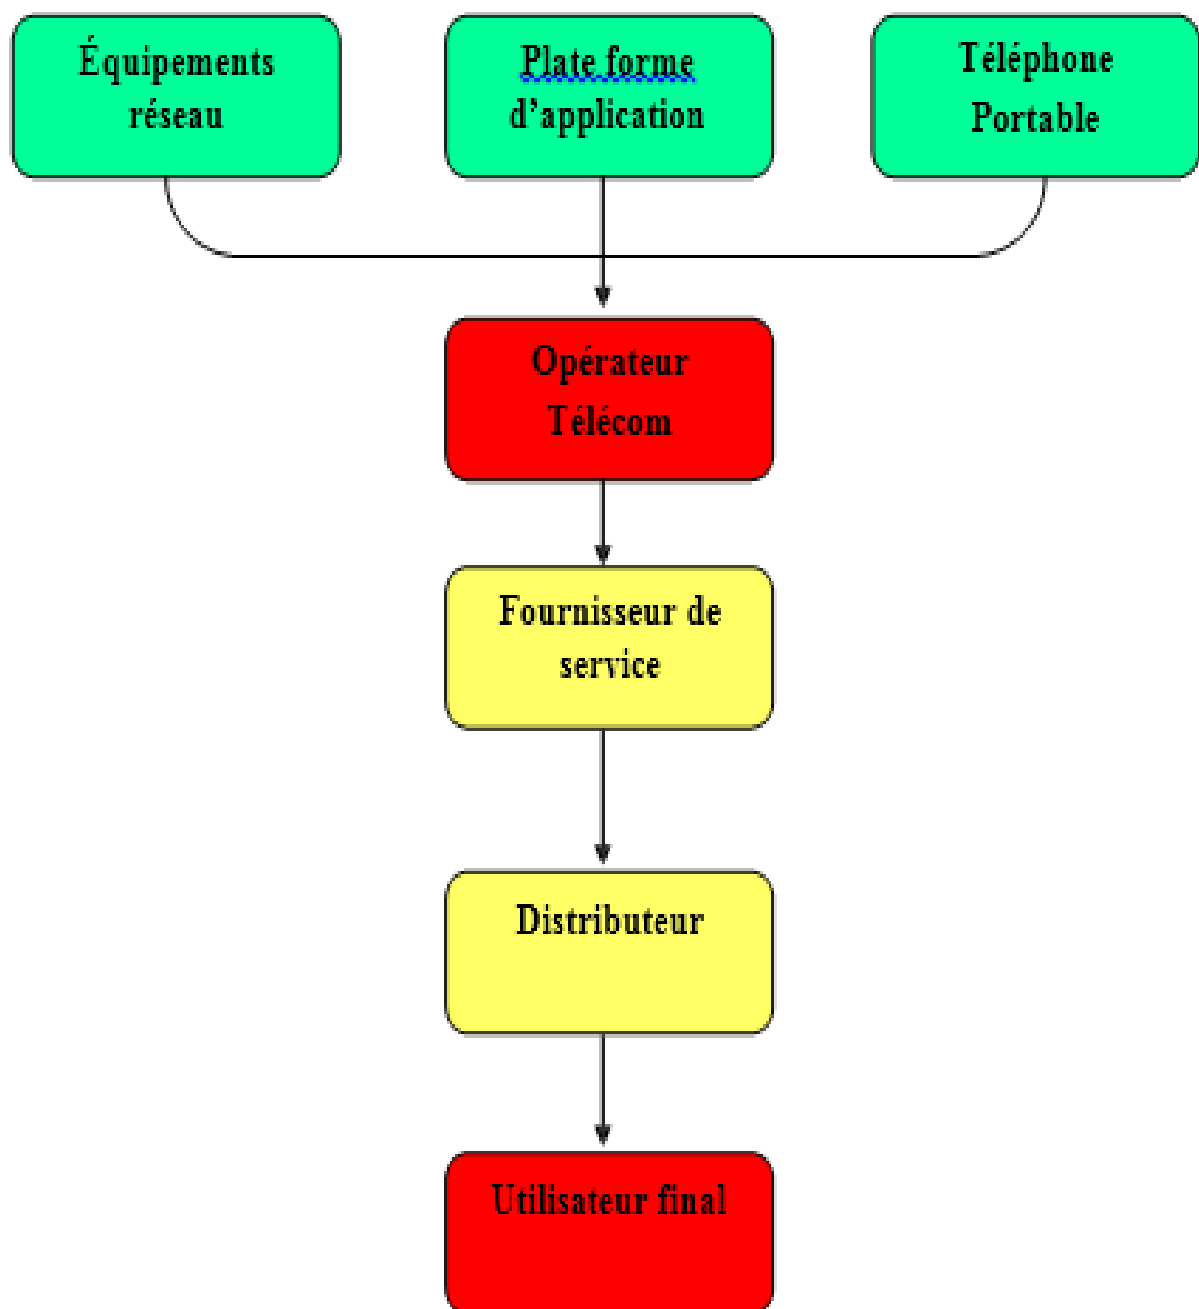 Équipements
réseau
Plate forme
d'application
Téléphone
Portable
Opérateur
Télécom
Fournisseur de
service
Distributeur
Utilisateur final